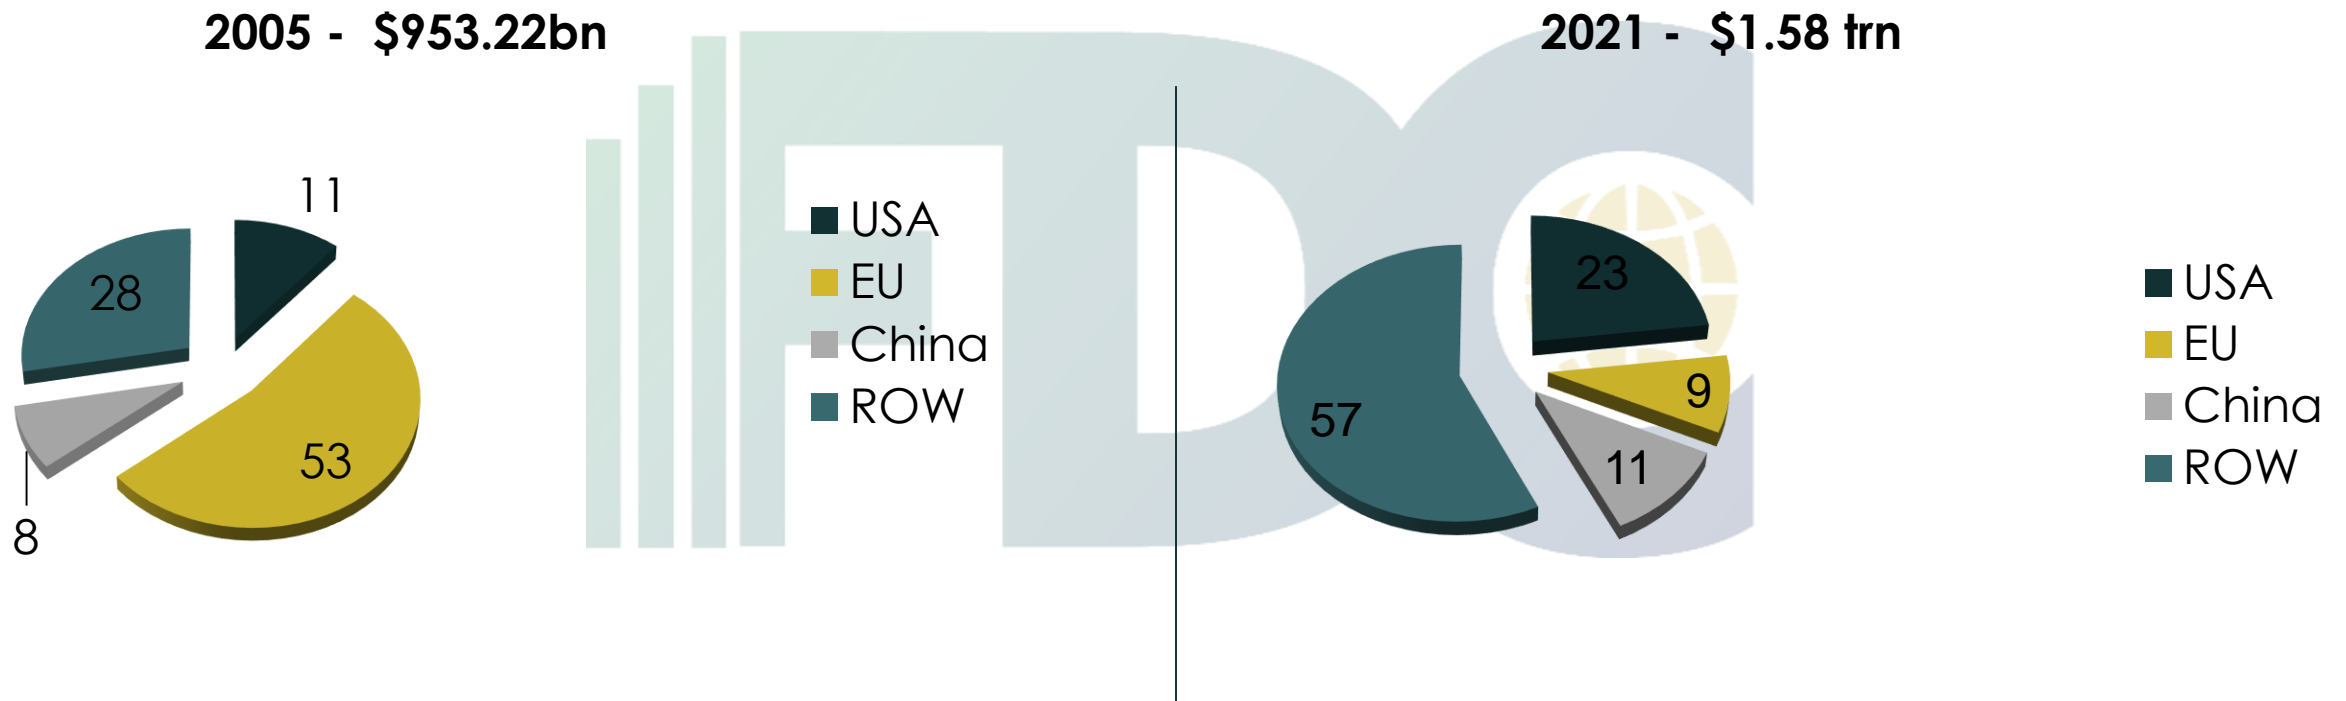 2005 - $953.22bn
11
28
53
8
USA
EU
China
ROW
2021 - $1.58 trn
23
9
11
57
USA
EU
China
ROW
FDC